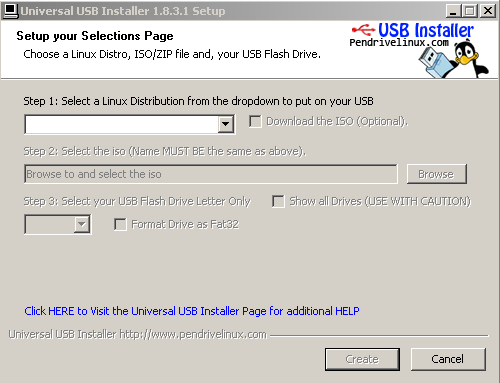 Universal USB Installer 1.8.3.1 Setup
Setup your Selections Page
Choose a Linux Distro, ISO/ZIP file and, your USB Flash Drive.
USB Installer
Pendrivelinux.com
Step 1: Select a Linux Distribution from the dropdown to put on your USB
Download the ISO (Optional).
Step 2: Select the iso (Name MUST BE the same as above).
Browse to and select the iso
Browse
Step 3: Select your USB Flash Drive Letter Only
Show all Drives (USE WITH CAUTION)
Format Drive as Fat32
Click HERE to Visit the Universal USB Installer Page for additional HELP
Universal USB Installer http://www.pendrivelinux.com
Create
Cancel